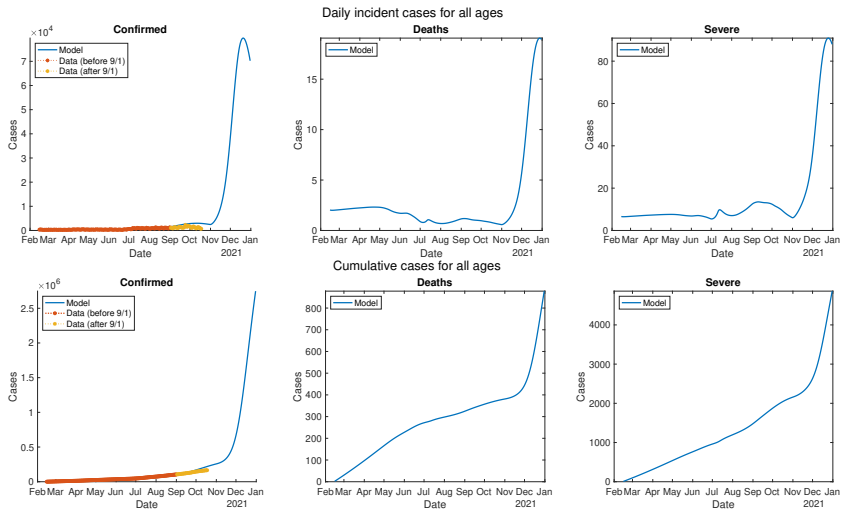 Daily incident cases for all ages
Confirmed
×10⁴
Model
Data (before 9/1)
Data (after 9/1)
Cases
0
1
2
3
4
5
6
7
Feb Mar Apr May Jun Jul Aug Sep Oct Nov Dec Jan
Date
2021
Deaths
Model
Cases
0
5
10
15
Feb Mar Apr May Jun Jul Aug Sep Oct Nov Dec Jan
Date
2021
Severe
Model
Cases
0
20
40
60
80
Feb Mar Apr May Jun Jul Aug Sep Oct Nov Dec Jan
Date
2021
Cumulative cases for all ages
Confirmed
×10⁶
Model
Data (before 9/1)
Data (after 9/1)
Cases
0
0.5
1
1.5
2
2.5
Feb Mar Apr May Jun Jul Aug Sep Oct Nov Dec Jan
Date
2021
Deaths
Model
Cases
0
100
200
300
400
500
600
700
800
Feb Mar Apr May Jun Jul Aug Sep Oct Nov Dec Jan
Date
2021
Severe
Model
Cases
0
1000
2000
3000
4000
Feb Mar Apr May Jun Jul Aug Sep Oct Nov Dec Jan
Date
2021